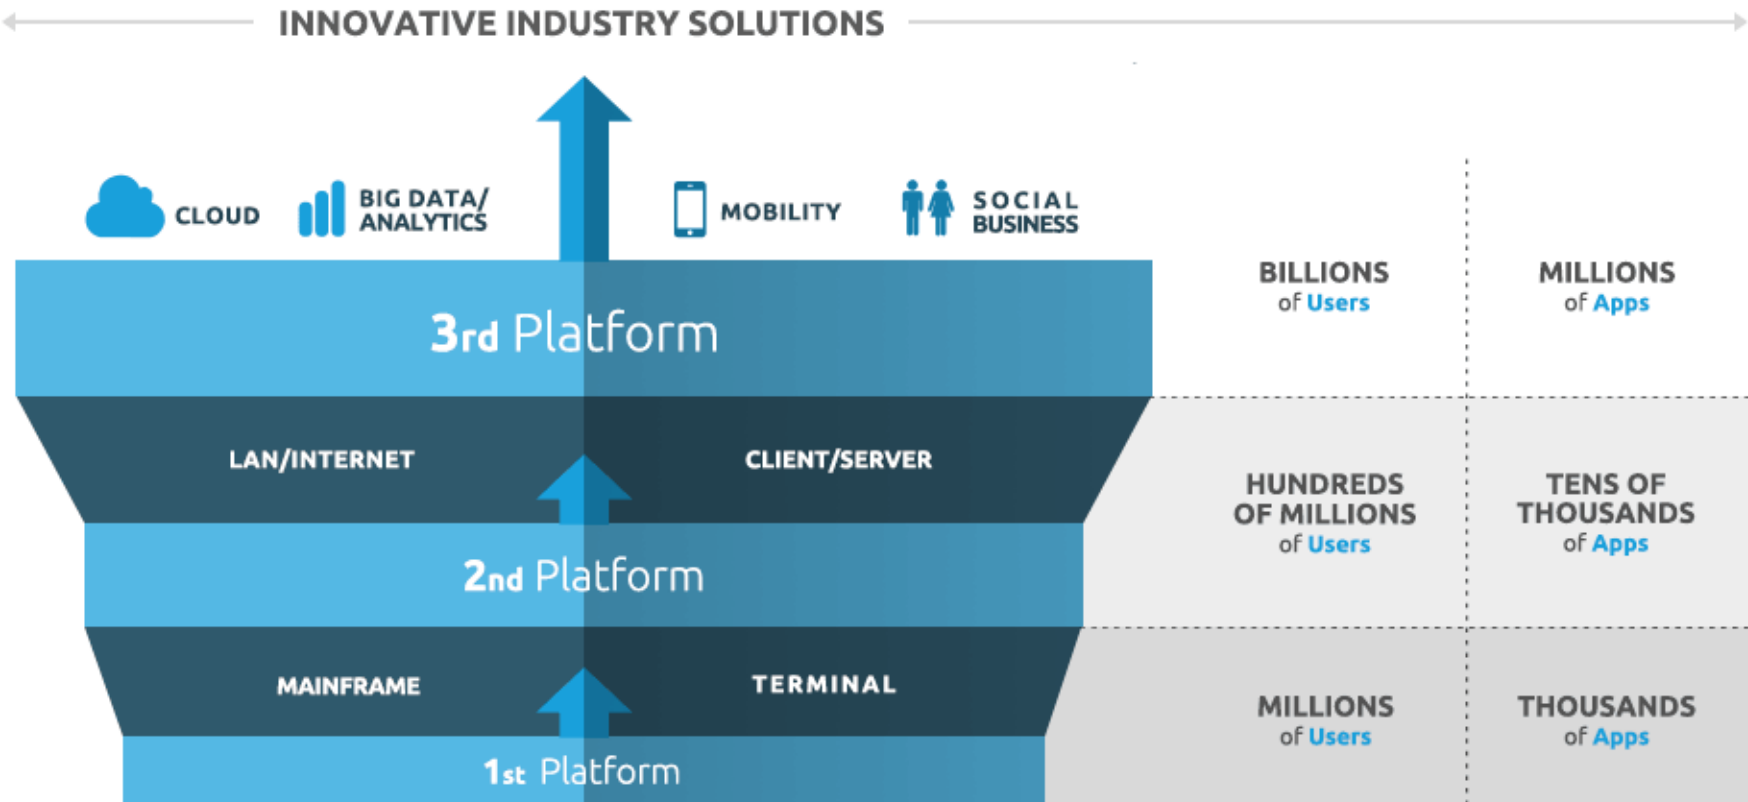 INNOVATIVE INDUSTRY SOLUTIONS
CLOUD
BIG DATA/
ANALYTICS
MOBILITY
SOCIAL
BUSINESS
3rd Platform
BILLIONS
of Users
MILLIONS
of Apps
LAN/INTERNET
CLIENT/SERVER
2nd Platform
HUNDREDS
OF MILLIONS
of Users
TENS OF
THOUSANDS
of Apps
MAINFRAME
TERMINAL
1st Platform
MILLIONS
of Users
THOUSANDS
of Apps